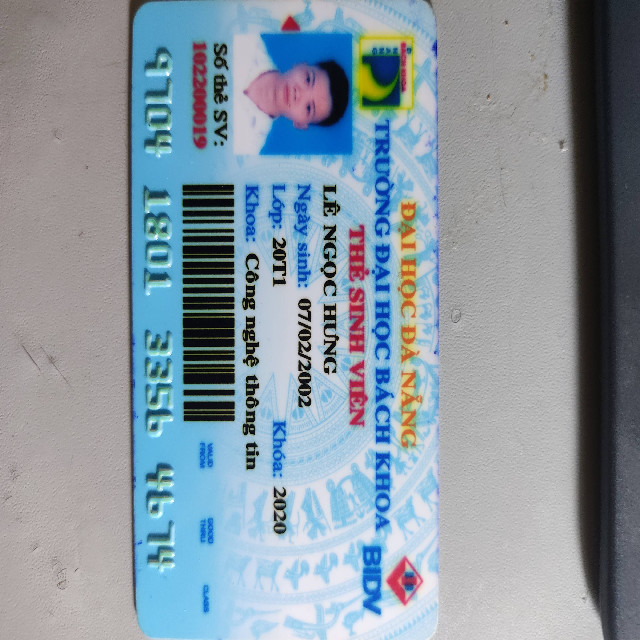 ĐẠI HỌC ĐÀ NẴNG
TRƯỜNG ĐẠI HỌC BÁCH KHOA
BIDV
THẺ SINH VIÊN
LÊ NGỌC HƯNG
Ngày sinh: 07/02/2002
Lớp: 20T1 Khóa: 2020
Khoa: Công nghệ thông tin
Số thẻ SV:
102200019
VALID FROM GOOD THRU CLASS
9704 1801 3356 4674